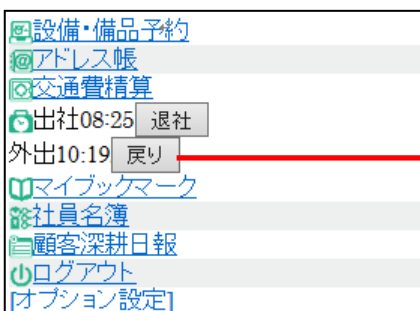 設備・備品予約
アドレス帳
交通費精算
出社08:25 退社
外出10:19 戻り
マイブックマーク
社員名簿
顧客深耕日報
ログアウト
[オプション設定]